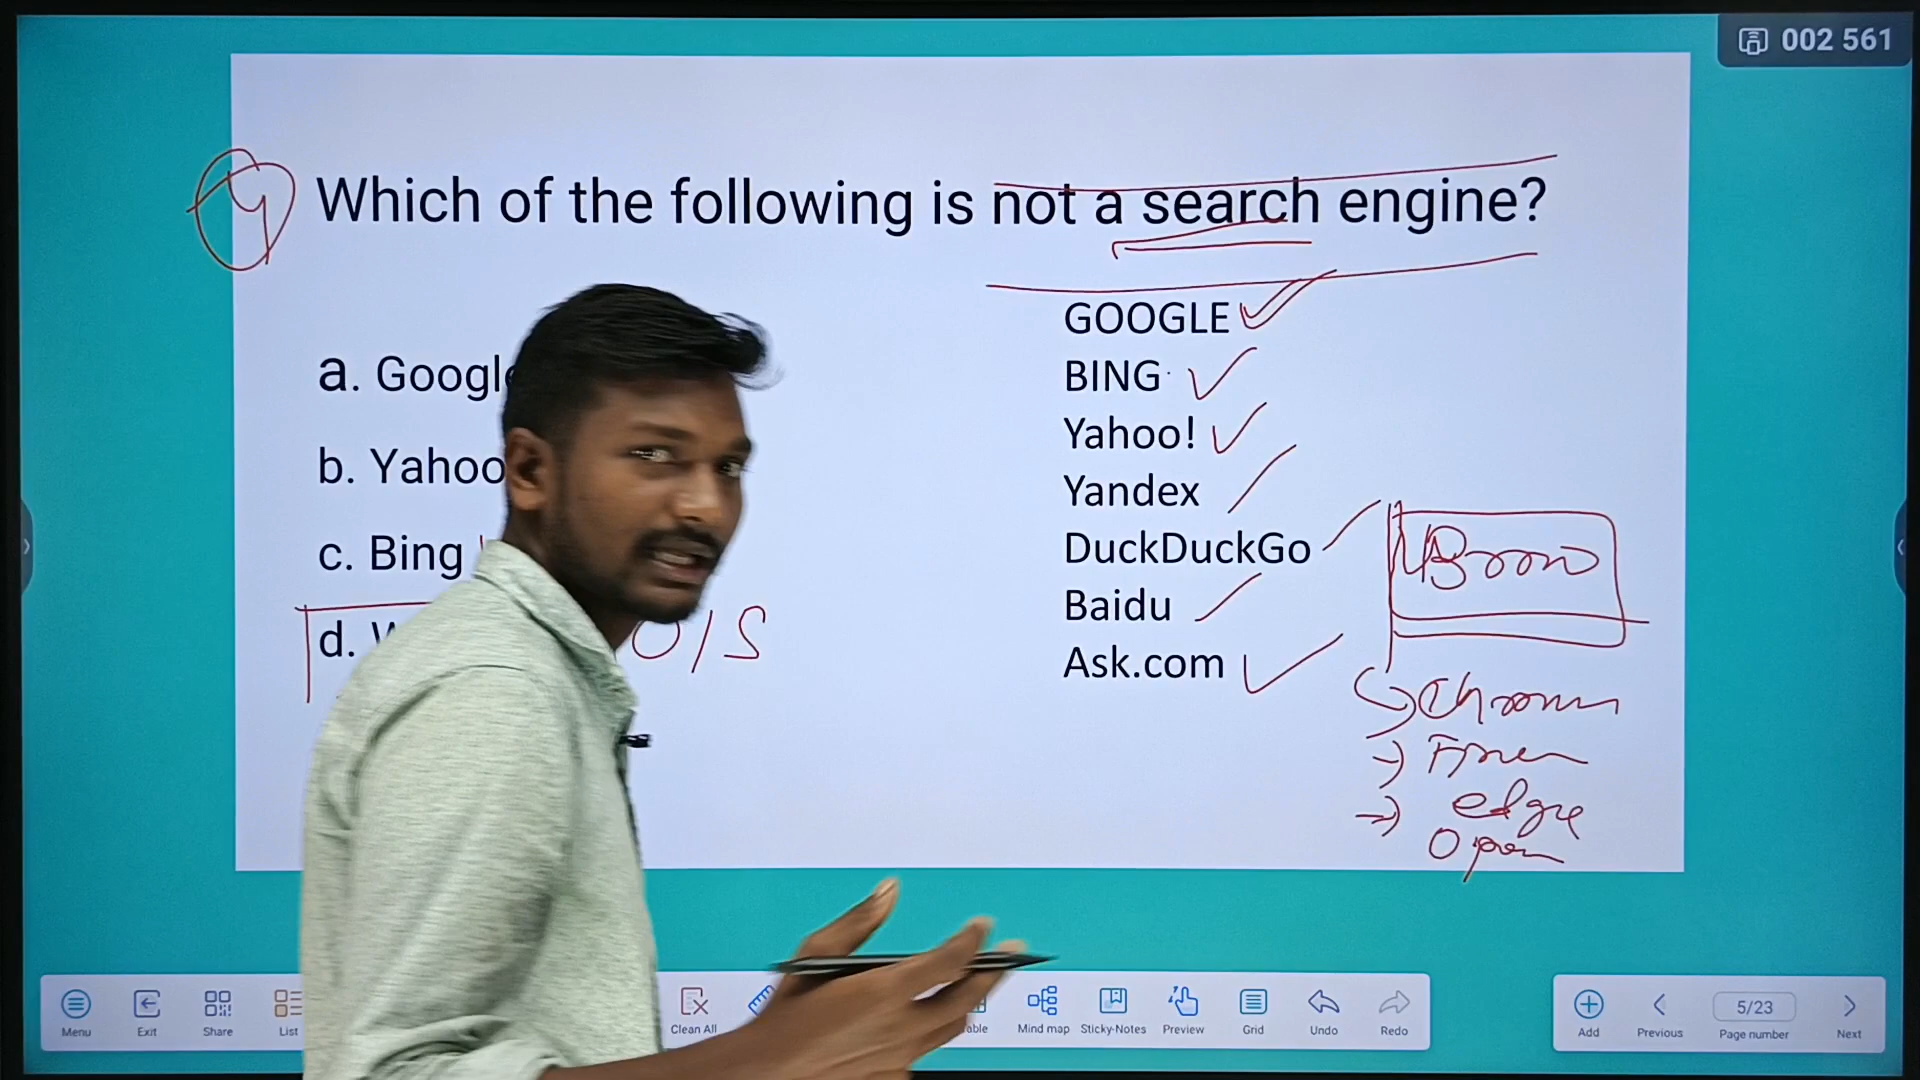 002 561
Which of the following is not a search engine?
a. Googl
b. Yahoo
c. Bing
d.
O/S
GOOGLE
BING
Yahoo!
Yandex
DuckDuckGo
Baidu
Ask.com
edge
Menu
Exit
Share
List
Clean All
able
Mind map
Sticky-Notes
Preview
Grid
Undo
Redo
Add
Previous
5/23
Page number
Next